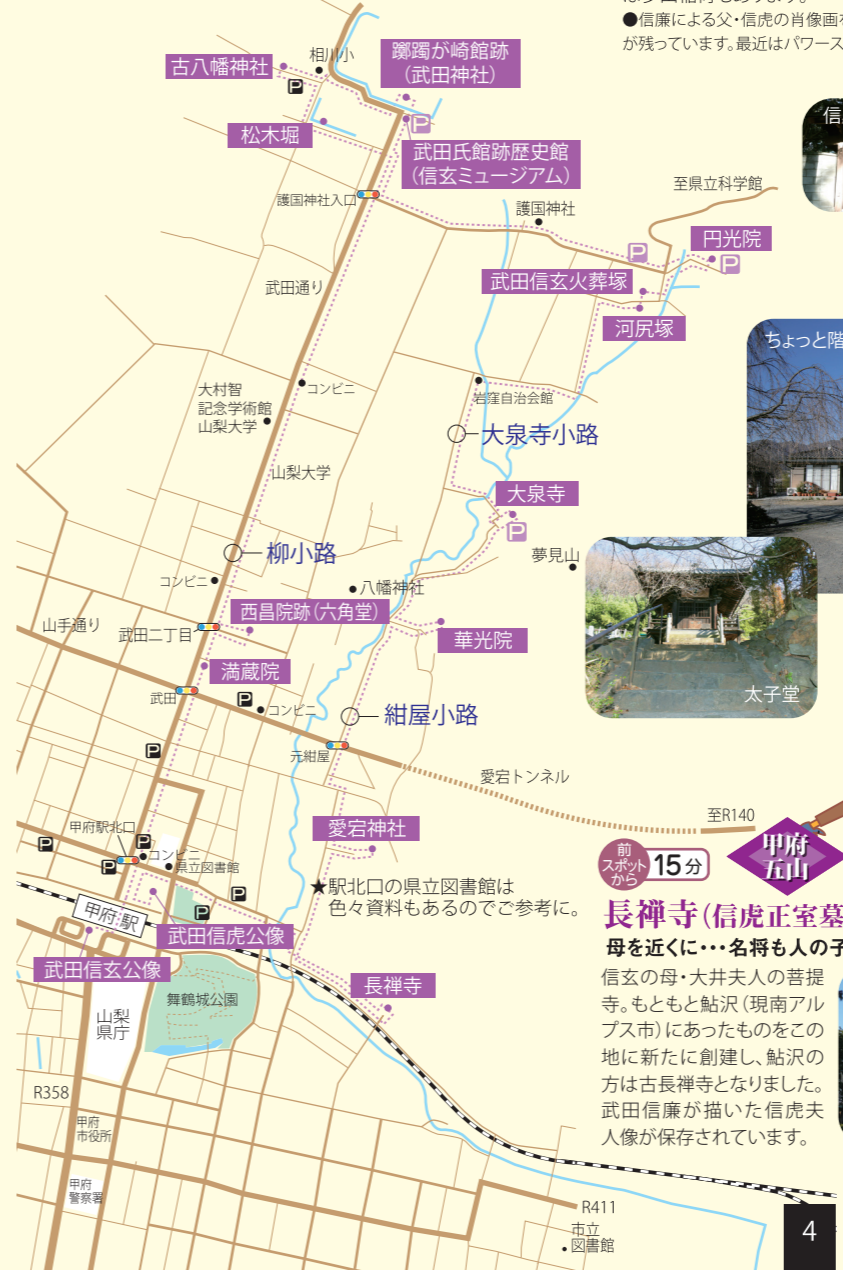 は夢山稲荷もあります。
●信廉による父・信虎の肖像画
が残っています。最近はパワース
相川小
古八幡神社
躑躅が崎館跡
（武田神社）
P
松木堀
P
武田氏館跡歴史館
（信玄ミュージアム）
信
護国神社入口
至県立科学館
護国神社
円光院
P
P
武田通り
武田信玄火葬塚
河尻塚
ちょっと階
大村智
記念学術館
山梨大学
コンビニ
岩窪自治会館
大泉寺小路
山梨大学
大泉寺
P
柳小路
夢見山
コンビニ
八幡神社
山手通り
武田二丁目
西昌院跡（六角堂）
華光院
満蔵院
太子堂
武田
P
コンビニ
紺屋小路
P
元紺屋
愛宕トンネル
至R140
甲府駅北口
P
P
P
コンビニ
県立図書館
愛宕神社
P
P
★駅北口の県立図書館は
色々資料もあるのでご参考に。
甲府駅
武田信虎公像
武田信玄公像
長禅寺
舞鶴城公園
山梨
県庁
R358
甲府
市役所
甲府
警察署
R411
市立
図書館
前
スポット
から
15分
甲府
五山
長禅寺（信虎正室墓
母を近くに・・・名将も人の子
信玄の母・大井夫人の菩提
寺。もともと鮎沢（現南アル
プス市）にあったものをこの
地に新たに創建し、鮎沢の
方は古長禅寺となりました。
武田信廉が描いた信虎夫
人像が保存されています。
4